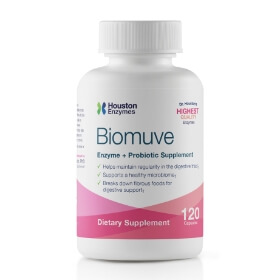 Houston
Enzymes
HIGHEST
QUALITY
Enzymes
Biomuve
Enzyme + Probiotic Supplement
✓ Helps maintain regularity in the digestive tract
✓ Supports a healthy microbiome
✓ Breaks down fibrous foods for
digestive support
Dietary Supplement
120
Capsules